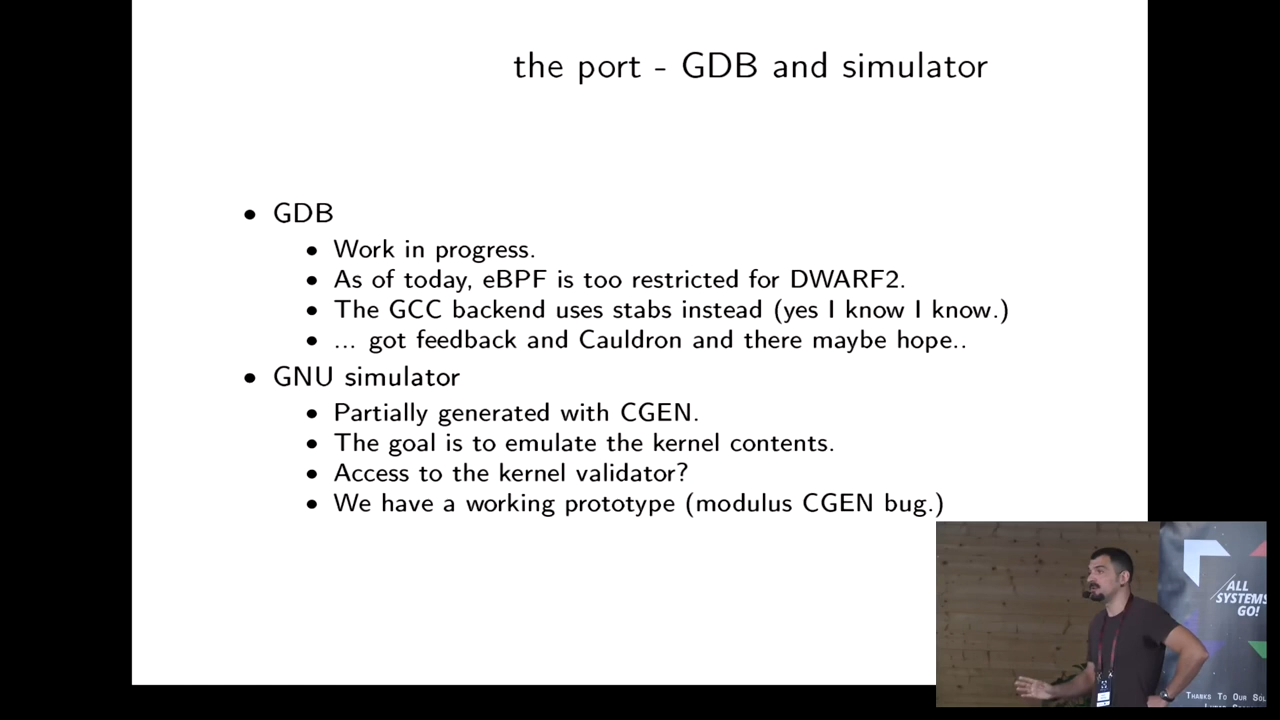 the port - GDB and simulator
• GDB
• Work in progress.
• As of today, eBPF is too restricted for DWARF2.
• The GCC backend uses stabs instead (yes I know I know.)
• ... got feedback and Cauldron and there maybe hope..
• GNU simulator
• Partially generated with CGEN.
• The goal is to emulate the kernel contents.
• Access to the kernel validator?
• We have a working prototype (modulus CGEN bug.)
ALL
SYSTEMS
GO!
Thanks To Our